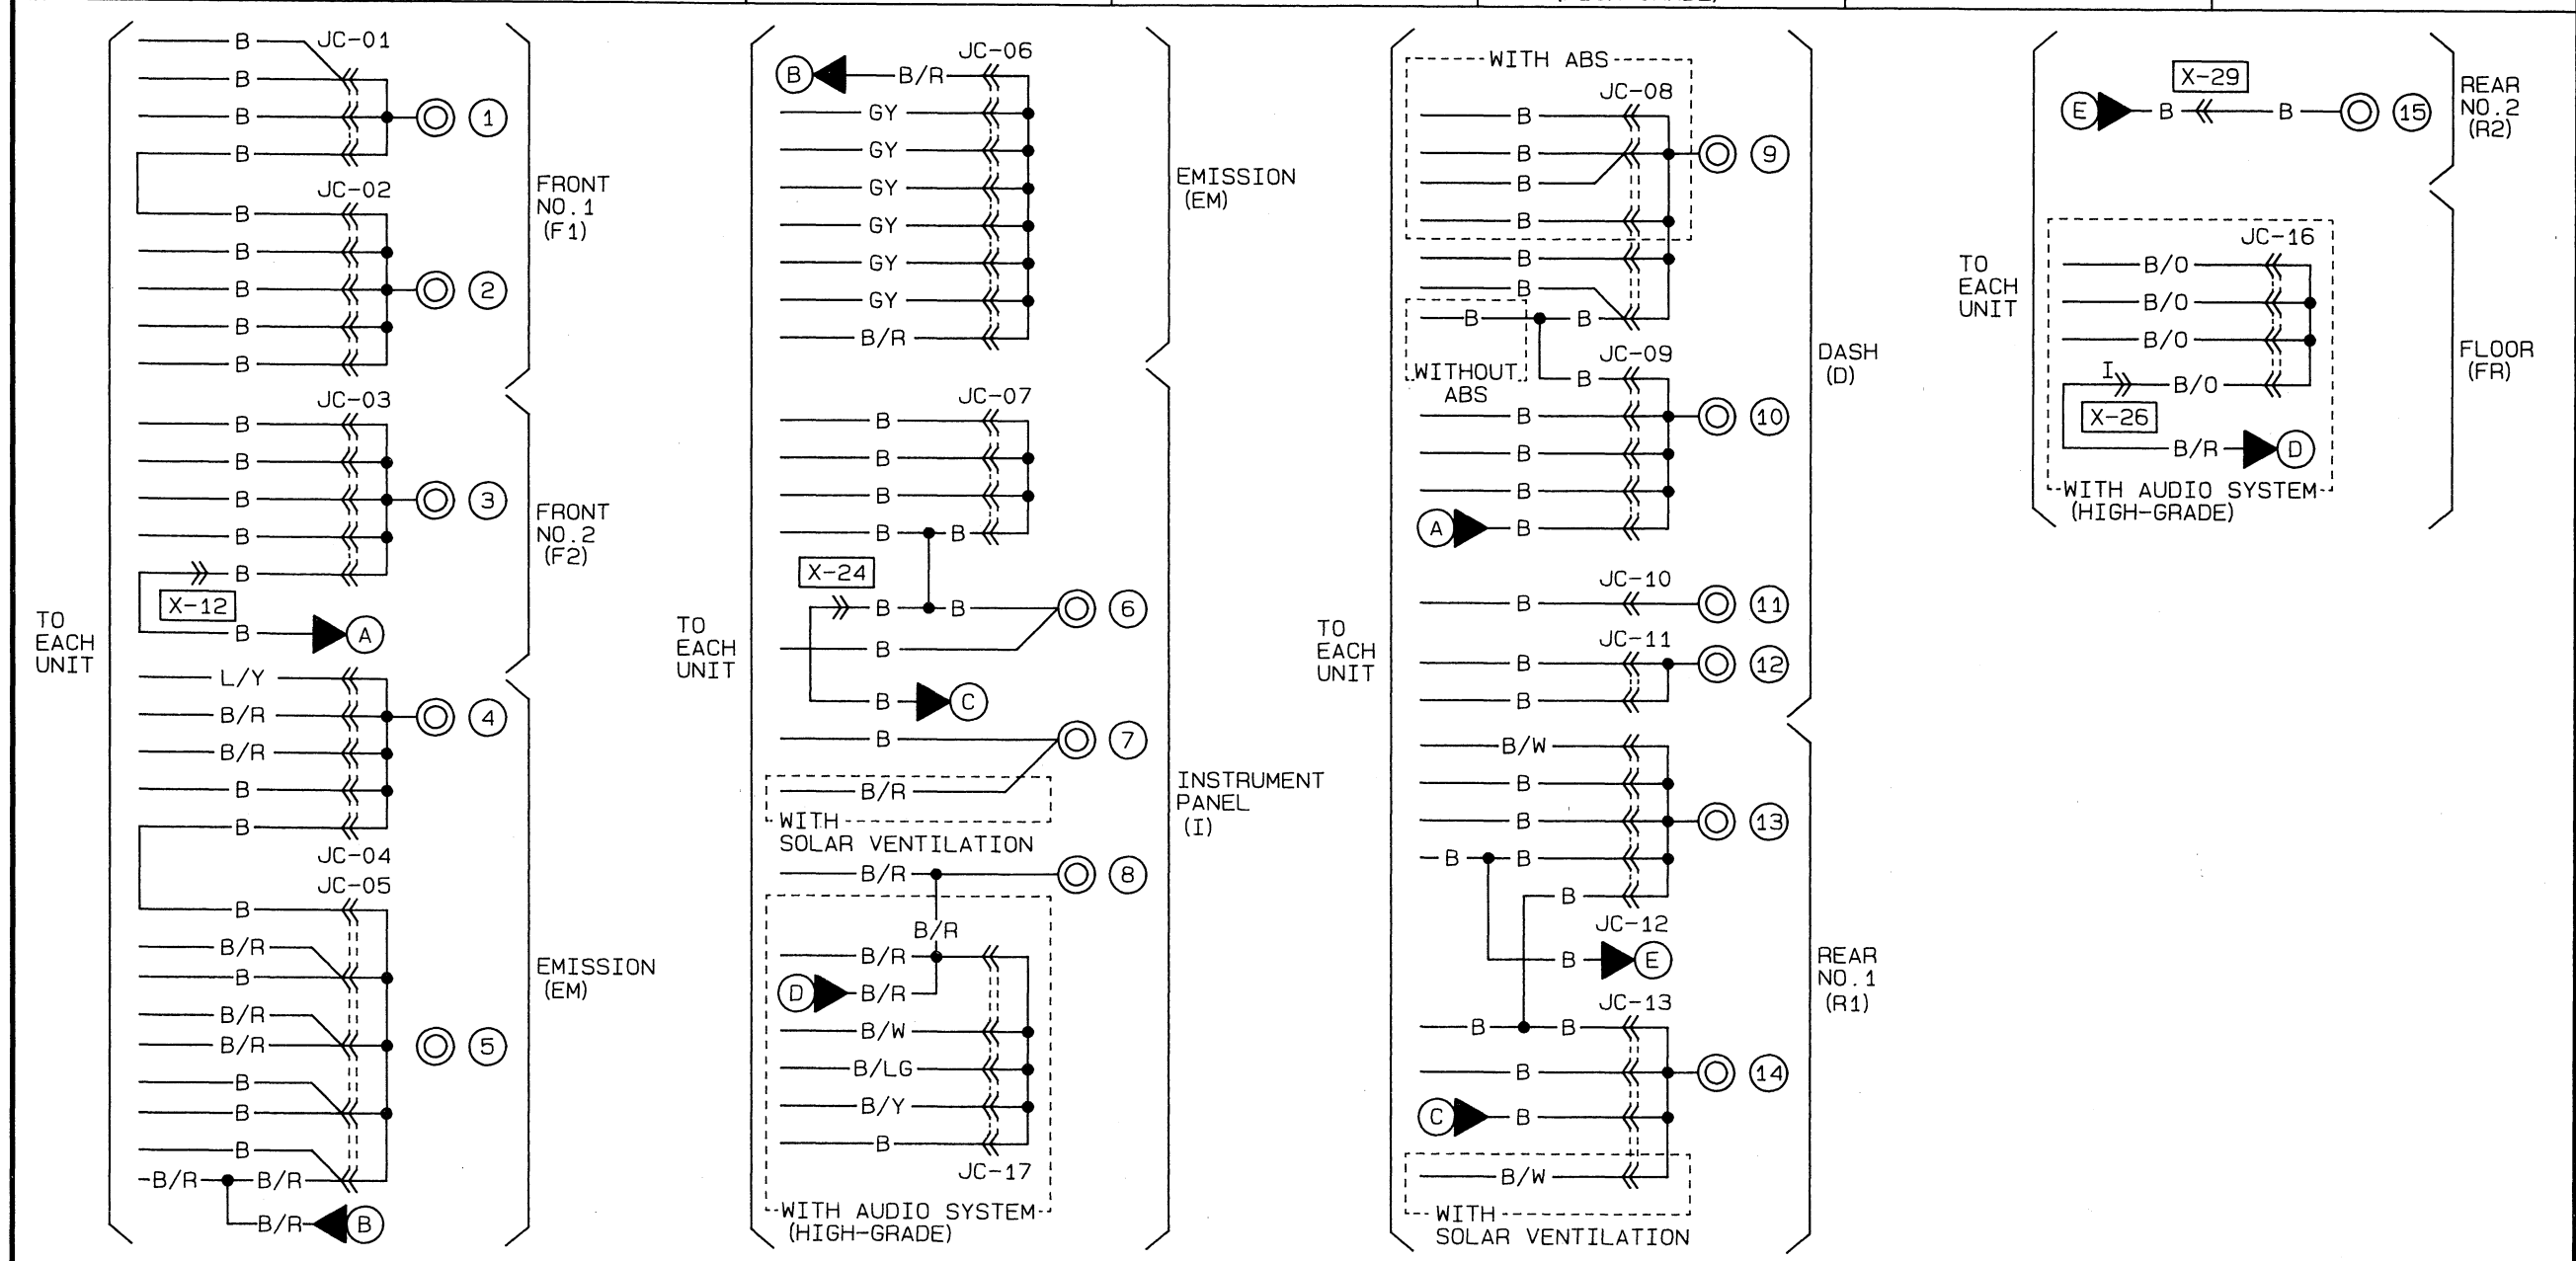 B JC-01
B
B 1
B
JC-02
B
B
B 2
B
B
FRONT
NO.1
(F1)
JC-03
B
B
B 3
B
B
X-12
B A
FRONT
NO.2
(F2)
TO
EACH
UNIT
L/Y
B/R 4
B/R
B
B
JC-04
JC-05
B
B/R
B
B/R
B/R 5
B
B
B
B/R B/R
B/R B
EMISSION
(EM)
JC-06
B B/R
GY
GY
GY
GY
GY
GY
B/R
EMISSION
(EM)
JC-07
B
B
B
B B
X-24
B B 6
B
B C
B 7
B/R
WITH
SOLAR VENTILATION
TO
EACH
UNIT
B/R 8
B/R
B/R
D B/R
B/W
B/LG
B/Y
B
JC-17
WITH AUDIO SYSTEM
(HIGH-GRADE)
INSTRUMENT
PANEL
(I)
WITH ABS
JC-08
B
B 9
B
B
B
B
B B
WITHOUT
ABS
JC-09
B
B 10
B
B
A B
JC-10
B 11
JC-11
B 12
B
DASH
(D)
TO
EACH
UNIT
B/W
B
B 13
B B
B
JC-12
B E
JC-13
B B
B 14
C B
B/W
WITH
SOLAR VENTILATION
REAR
NO.1
(R1)
X-29
E B B 15
REAR
NO.2
(R2)
TO
EACH
UNIT
JC-16
B/O
B/O
B/O
I B/O
X-26
B/R D
WITH AUDIO SYSTEM
(HIGH-GRADE)
FLOOR
(FR)